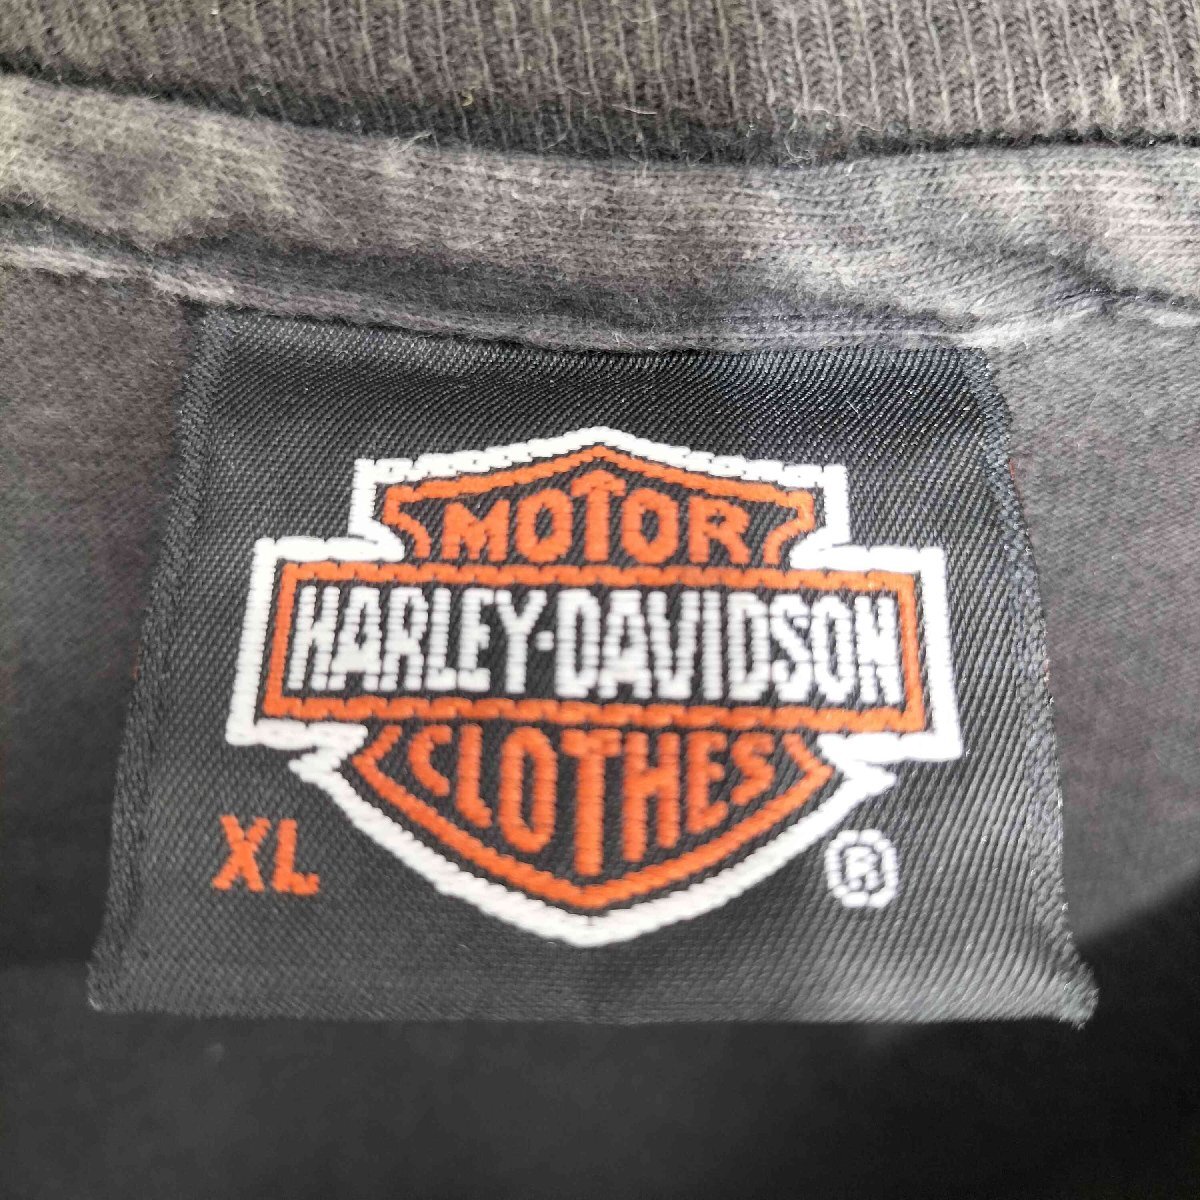 MOTOR
HARLEY-DAVIDSON
CLOTHES
XL ®